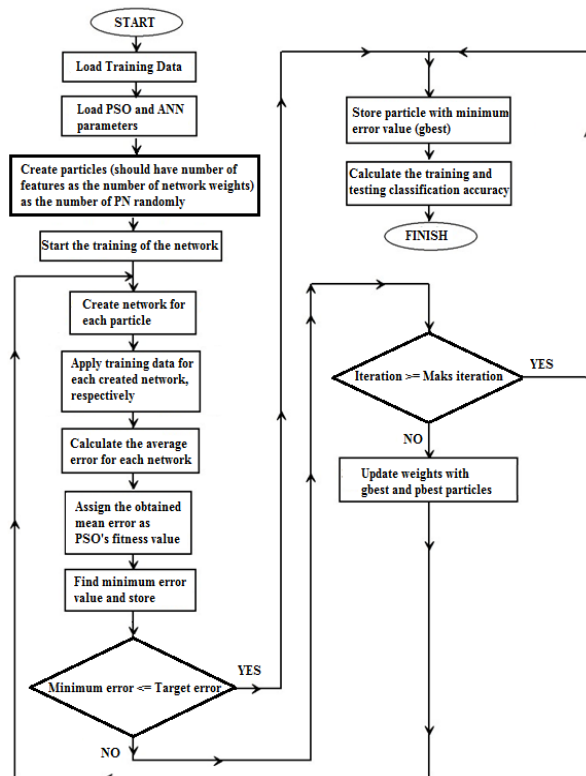 START
Load Training Data
Load PSO and ANN
parameters
Create particles (should have number of
features as the number of network weights)
as the number of PN randomly
Start the training of the network
Create network for
each particle
Apply training data for
each created network,
respectively
Calculate the average
error for each network
Assign the obtained
mean error as
PSO's fitness value
Find minimum error
value and store
Minimum error <= Target error
YES
NO
Store particle with minimum
error value (gbest)
Calculate the training and
testing classification accuracy
FINISH
Iteration >= Maks iteration
YES
NO
Update weights with
gbest and pbest particles